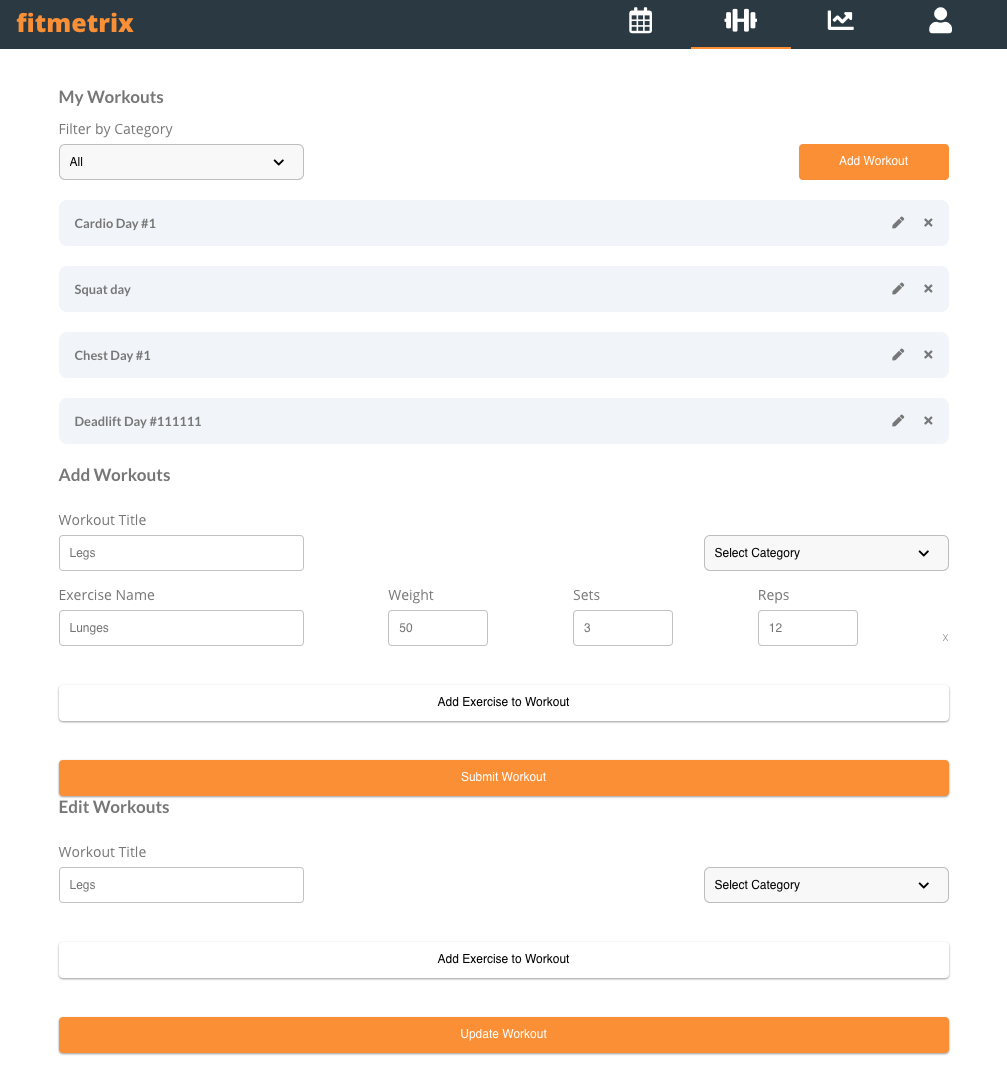 fitmetrix
My Workouts
Filter by Category
All
Add Workout
Cardio Day #1
Squat day
Chest Day #1
Deadlift Day #111111
Add Workouts
Workout Title
Legs
Select Category
Exercise Name Weight Sets Reps
Lunges 50 3 12 x
Add Exercise to Workout
Submit Workout
Edit Workouts
Workout Title
Legs
Select Category
Add Exercise to Workout
Update Workout